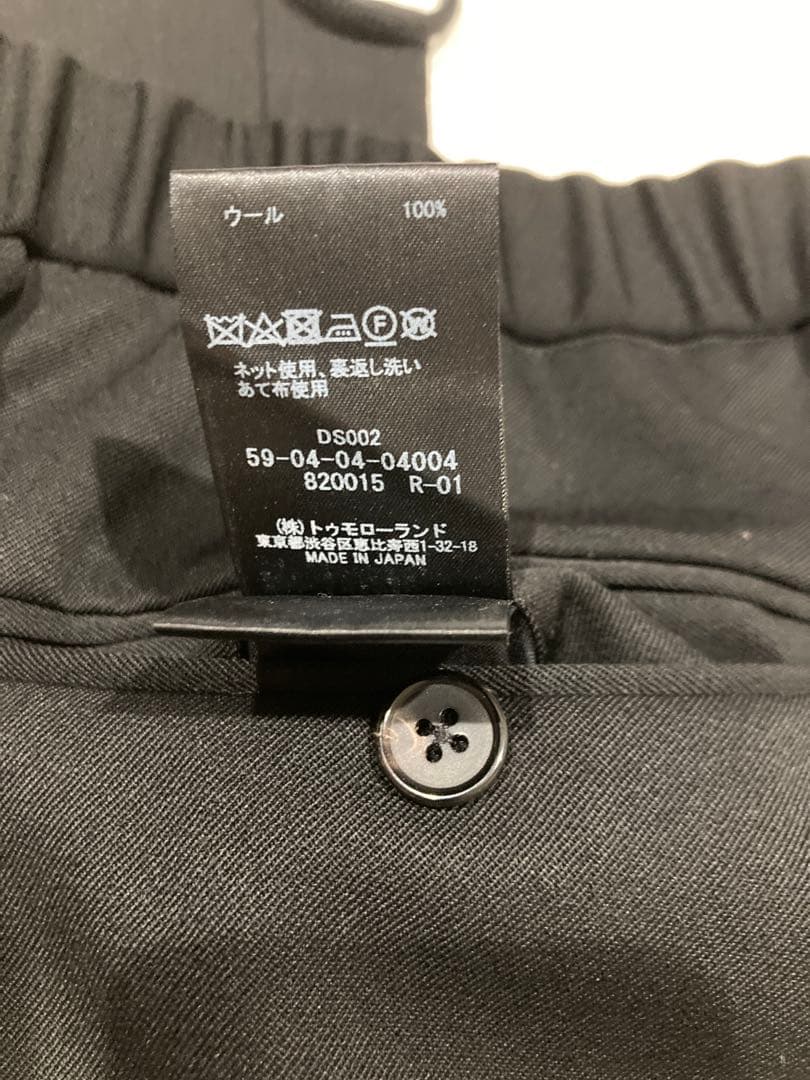 ウール 100%
F W
ネット使用、裏返し洗い
あて布使用
DS002
59-04-04-04004
820015 R-01
(株)トゥモローランド
東京都渋谷区恵比寿西1-32-18
MADE IN JAPAN